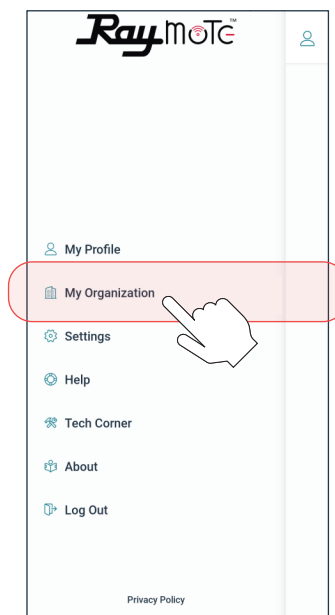 Raymote™
My Profile
My Organization
Settings
Help
Tech Corner
About
Log Out
Privacy Policy